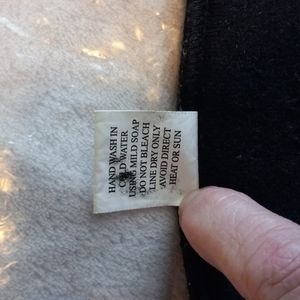 HAND WASH IN
COLD WATER
USING MILD SOAP
DO NOT BLEACH
LINE DRY ONLY
AVOID DIRECT
HEAT OR SUN